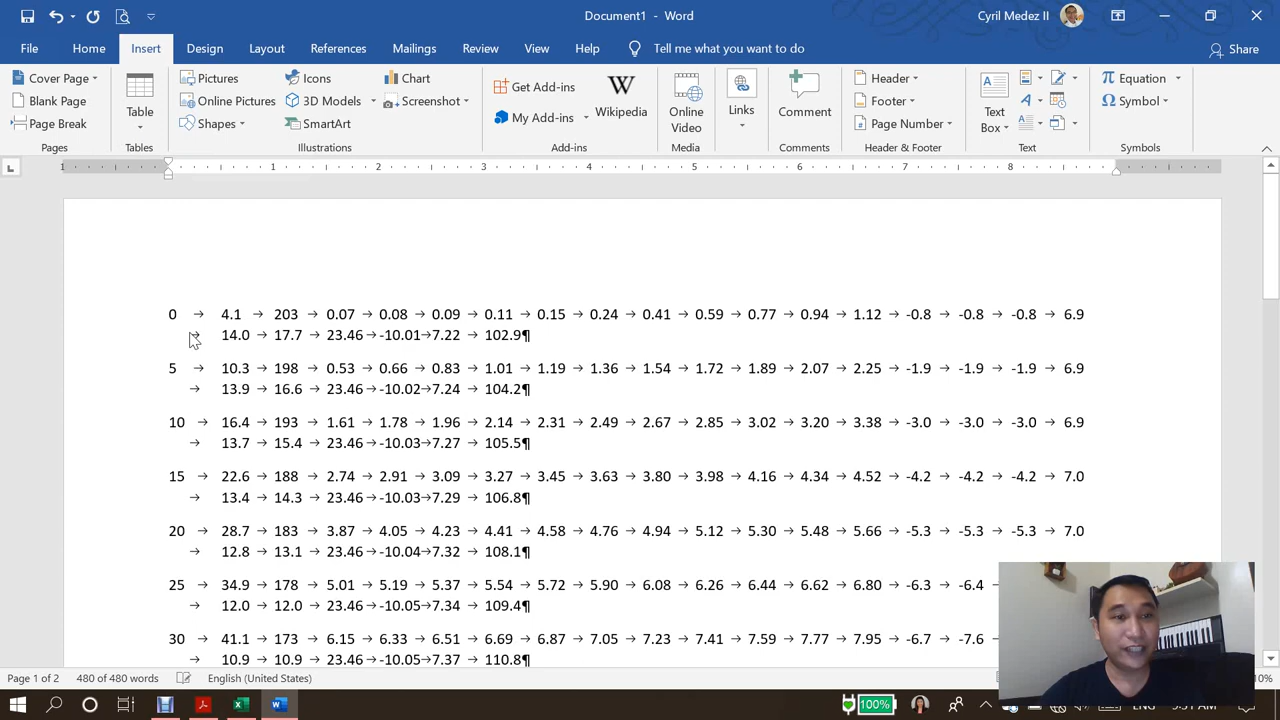 Document1 - Word
Cyril Medez II
File Home Insert Design Layout References Mailings Review View Help Tell me what you want to do Share
Cover Page
Blank Page
Page Break
Pages
Table
Tables
Pictures
Online Pictures
Shapes
Icons
3D Models
SmartArt
Chart
Screenshot
Illustrations
Get Add-ins
My Add-ins
Wikipedia
Add-ins
Online
Video
Media
Links
Comment
Comments
Header
Footer
Page Number
Header & Footer
Text
Box
Text
Equation
Symbol
Symbols
1 1 2 3 4 5 6 7 8
0 → 4.1 → 203 → 0.07 → 0.08 → 0.09 → 0.11 → 0.15 → 0.24 → 0.41 → 0.59 → 0.77 → 0.94 → 1.12 → -0.8 → -0.8 → -0.8 → 6.9
→ 14.0 → 17.7 → 23.46 → -10.01→7.22 → 102.9¶
5 → 10.3 → 198 → 0.53 → 0.66 → 0.83 → 1.01 → 1.19 → 1.36 → 1.54 → 1.72 → 1.89 → 2.07 → 2.25 → -1.9 → -1.9 → -1.9 → 6.9
→ 13.9 → 16.6 → 23.46 → -10.02→7.24 → 104.2¶
10 → 16.4 → 193 → 1.61 → 1.78 → 1.96 → 2.14 → 2.31 → 2.49 → 2.67 → 2.85 → 3.02 → 3.20 → 3.38 → -3.0 → -3.0 → -3.0 → 6.9
→ 13.7 → 15.4 → 23.46 → -10.03→7.27 → 105.5¶
15 → 22.6 → 188 → 2.74 → 2.91 → 3.09 → 3.27 → 3.45 → 3.63 → 3.80 → 3.98 → 4.16 → 4.34 → 4.52 → -4.2 → -4.2 → -4.2 → 7.0
→ 13.4 → 14.3 → 23.46 → -10.03→7.29 → 106.8¶
20 → 28.7 → 183 → 3.87 → 4.05 → 4.23 → 4.41 → 4.58 → 4.76 → 4.94 → 5.12 → 5.30 → 5.48 → 5.66 → -5.3 → -5.3 → -5.3 → 7.0
→ 12.8 → 13.1 → 23.46 → -10.04→7.32 → 108.1¶
25 → 34.9 → 178 → 5.01 → 5.19 → 5.37 → 5.54 → 5.72 → 5.90 → 6.08 → 6.26 → 6.44 → 6.62 → 6.80 → -6.3 → -6.4
→ 12.0 → 12.0 → 23.46 → -10.05→7.34 → 109.4¶
30 → 41.1 → 173 → 6.15 → 6.33 → 6.51 → 6.69 → 6.87 → 7.05 → 7.23 → 7.41 → 7.59 → 7.77 → 7.95 → -6.7 → -7.6
→ 10.9 → 10.9 → 23.46 → -10.05→7.37 → 110.8¶
Page 1 of 2 480 of 480 words English (United States)
100%
ENG